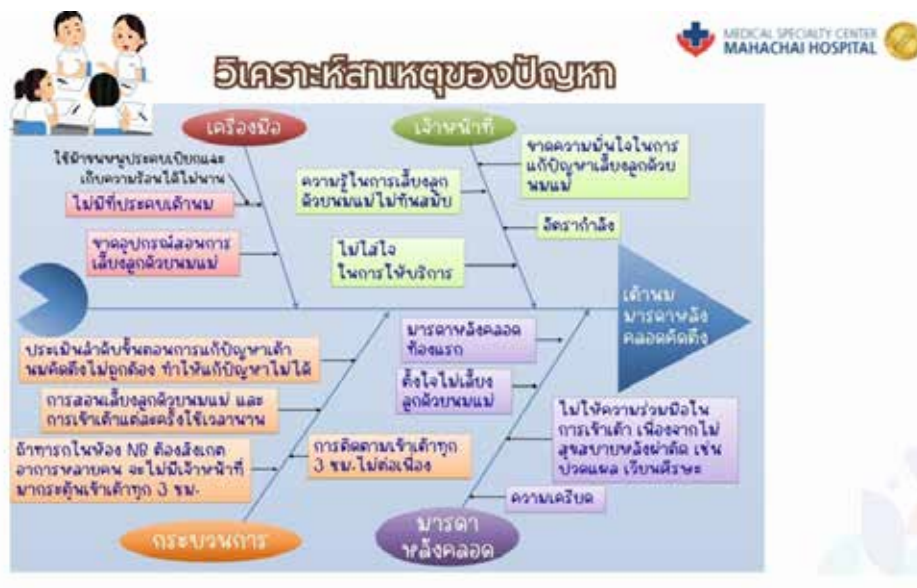 MEDICAL SPECIALTY CENTER
MAHACHAI HOSPITAL
วิเคราะห์สาเหตุของปัญหา
เครื่องมือ
เจ้าหน้าที่
ใช้ผ้าขนหนูประคบเปียกและ
เก็บความร้อนได้ไม่นาน
ไม่มีที่ประคบเต้านม
ขาดอุปกรณ์สอนการ
เลี้ยงลูกด้วยนมแม่
ความรู้ในการเลี้ยงลูก
ด้วยนมแม่ไม่ทันสมัย
ไม่ใส่ใจ
ในการให้บริการ
ขาดความมั่นใจในการ
แก้ปัญหาเลี้ยงลูกด้วย
นมแม่
อัตรากำลัง
เต้านม
มารดาหลัง
คลอดคัดตึง
ประเมินลำดับขั้นตอนการแก้ปัญหาเต้า
นมคัดตึงไม่ถูกต้อง ทำให้แก้ปัญหาไม่ได้
การสอนเลี้ยงลูกด้วยนมแม่ และ
การเข้าเต้าแต่ละครั้งใช้เวลานาน
ถ้าทารกในห้อง NB ต้องสังเกต
อาการหลายคน จะไม่มีเจ้าหน้าที่
มากระตุ้นเข้าเต้าทุก 3 ชม.
การติดตามเข้าเต้าทุก
3 ชม. ไม่ต่อเนื่อง
กระบวนการ
มารดาหลังคลอด
ท้องแรก
ตั้งใจไม่เลี้ยง
ลูกด้วยนมแม่
ไม่ให้ความร่วมมือใน
การเข้าเต้า เนื่องจากไม่
สุขสบายหลังผ่าตัด เช่น
ปวดแผล เวียนศีรษะ
ความเครียด
มารดา
หลังคลอด